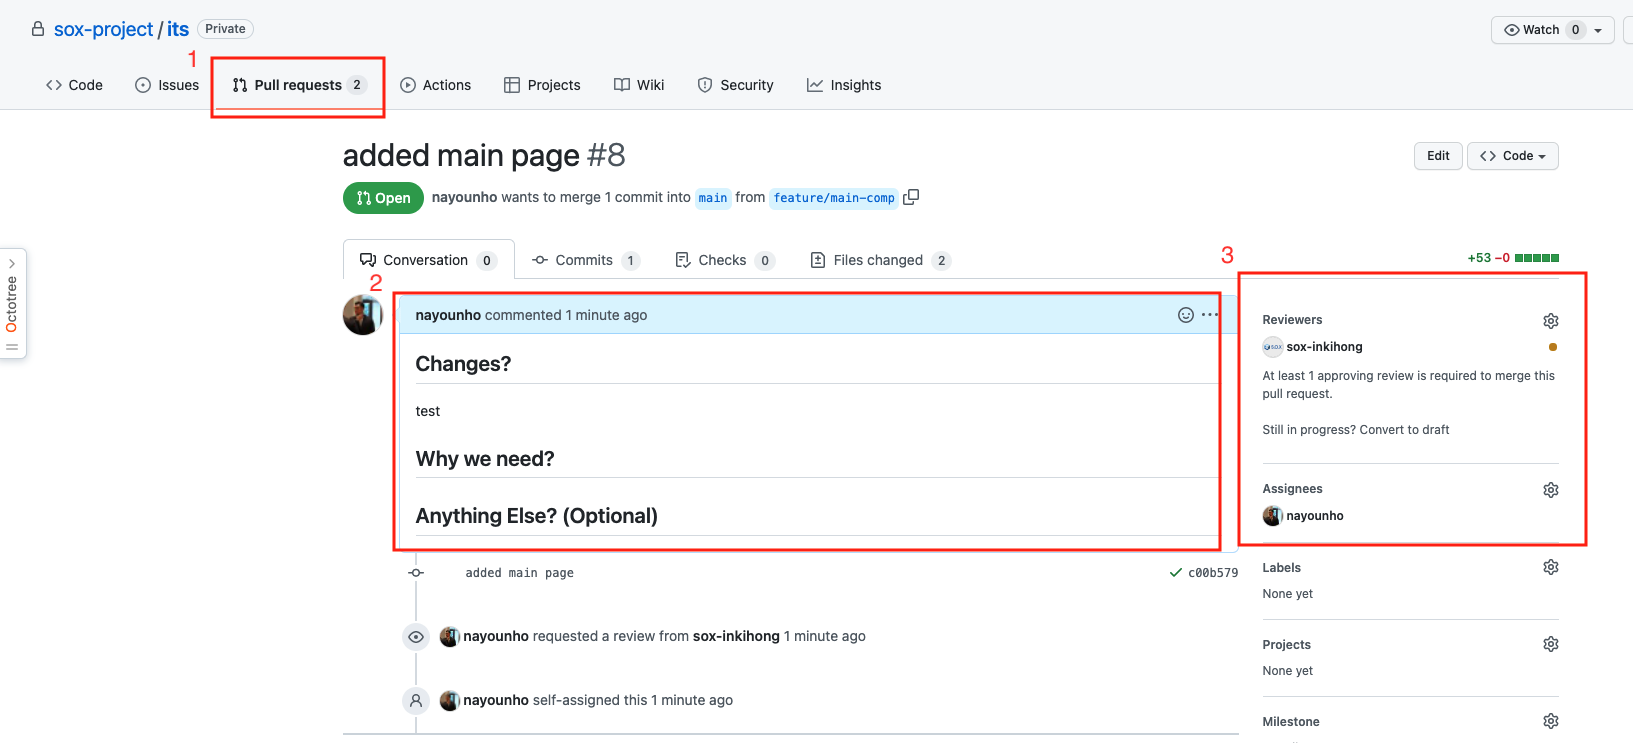 sox-project / its Private
Watch 0
1
Code
Issues
Pull requests 2
Actions
Projects
Wiki
Security
Insights
added main page #8
Edit
Code
Open
nayounho wants to merge 1 commit into main from feature/main-comp
Octotree
Conversation 0
Commits 1
Checks 0
Files changed 2
+53 −0
2
3
nayounho commented 1 minute ago
Changes?
test
Why we need?
Anything Else? (Optional)
added main page
c00b579
nayounho requested a review from sox-inkihong 1 minute ago
nayounho self-assigned this 1 minute ago
Reviewers
sox-inkihong
At least 1 approving review is required to merge this
pull request.
Still in progress? Convert to draft
Assignees
nayounho
Labels
None yet
Projects
None yet
Milestone